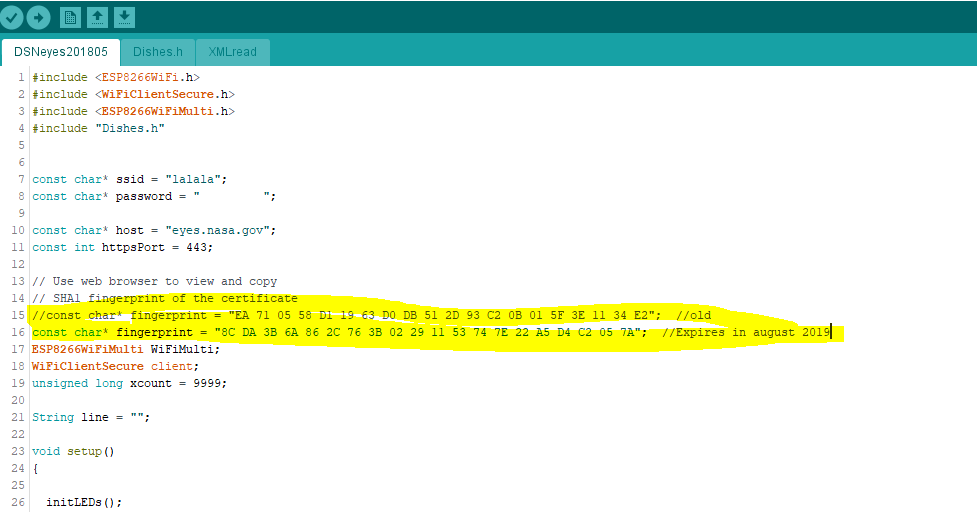 DSNeyes201805 Dishes.h XMLread
1 #include <ESP8266WiFi.h>
2 #include <WiFiClientSecure.h>
3 #include <ESP8266WiFiMulti.h>
4 #include "Dishes.h"
5
6
7 const char* ssid = "lalala";
8 const char* password = "         ";
9
10 const char* host = "eyes.nasa.gov";
11 const int httpsPort = 443;
12
13 // Use web browser to view and copy
14 // SHA1 fingerprint of the certificate
15 //const char* fingerprint = "EA 71 05 58 D1 19 63 D0 DB 51 2D 93 C2 0B 01 5F 3E 11 34 E2";  //old
16 const char* fingerprint = "8C DA 3B 6A 86 2C 76 3B 02 29 11 53 74 7E 22 A5 D4 C2 05 7A";  //Expires in august 2019
17 ESP8266WiFiMulti WiFiMulti;
18 WiFiClientSecure client;
19 unsigned long xcount = 9999;
20
21 String line = "";
22
23 void setup()
24 {
25
26   initLEDs();